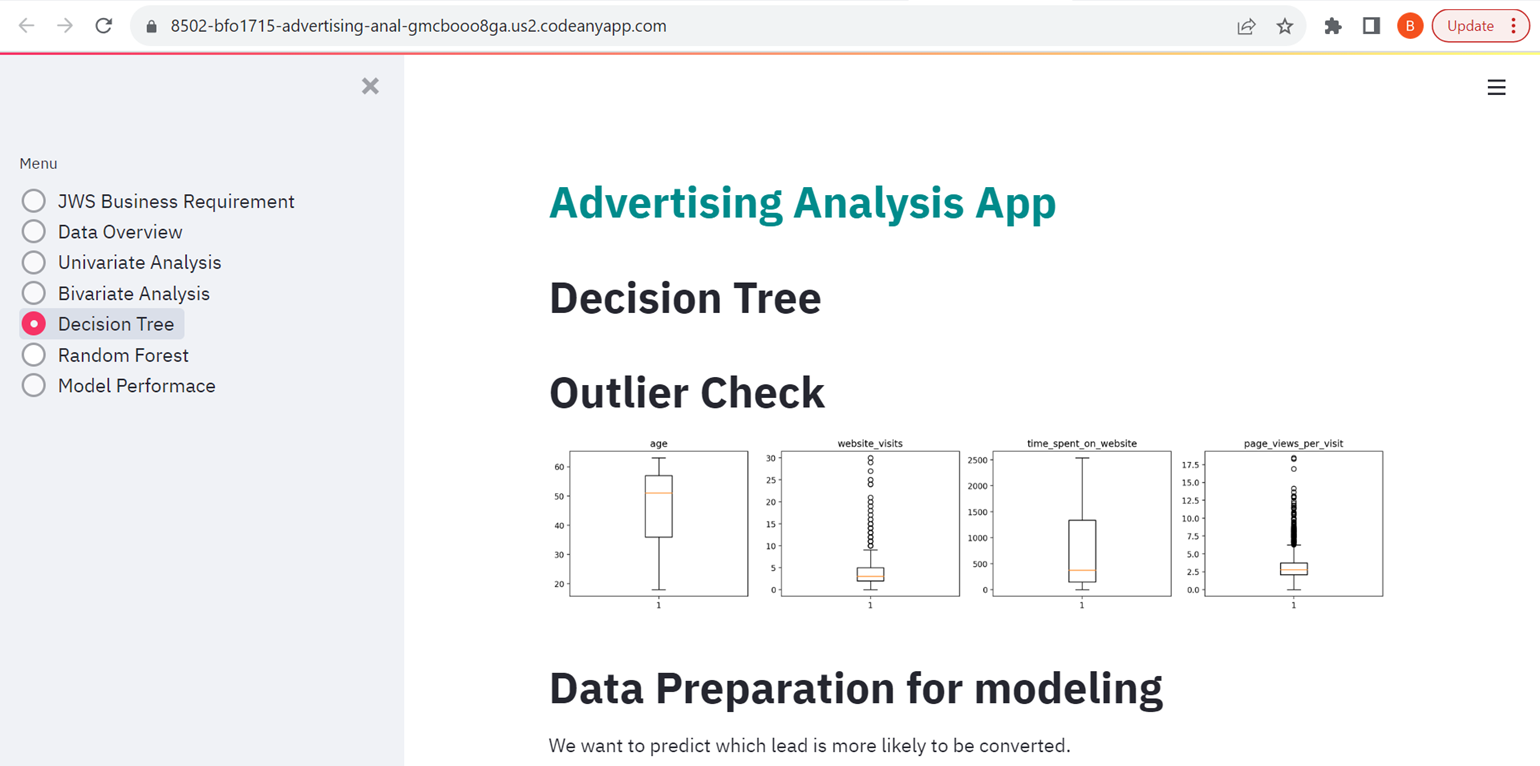 8502-bfo1715-advertising-anal-gmcbooo8ga.us2.codeanyapp.com
B
Update
Menu
JWS Business Requirement
Data Overview
Univariate Analysis
Bivariate Analysis
Decision Tree
Random Forest
Model Performace
Advertising Analysis App
Decision Tree
Outlier Check
age
60
50
40
30
20
1
website_visits
30
25
20
15
10
5
0
1
time_spent_on_website
2500
2000
1500
1000
500
0
1
page_views_per_visit
17.5
15.0
12.5
10.0
7.5
5.0
2.5
0.0
1
Data Preparation for modeling
We want to predict which lead is more likely to be converted.